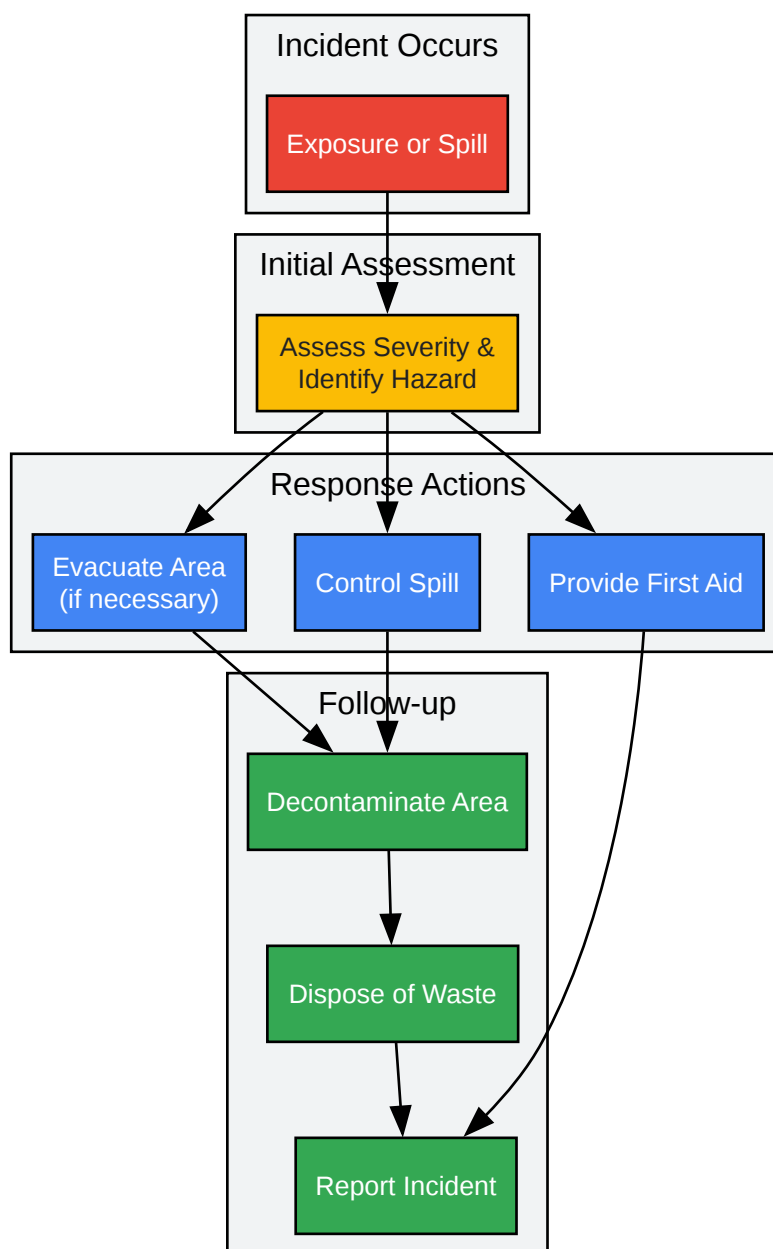 Incident Occurs
Exposure or Spill
Initial Assessment
Assess Severity &
Identify Hazard
Response Actions
Evacuate Area
(if necessary)
Control Spill
Provide First Aid
Follow-up
Decontaminate Area
Dispose of Waste
Report Incident